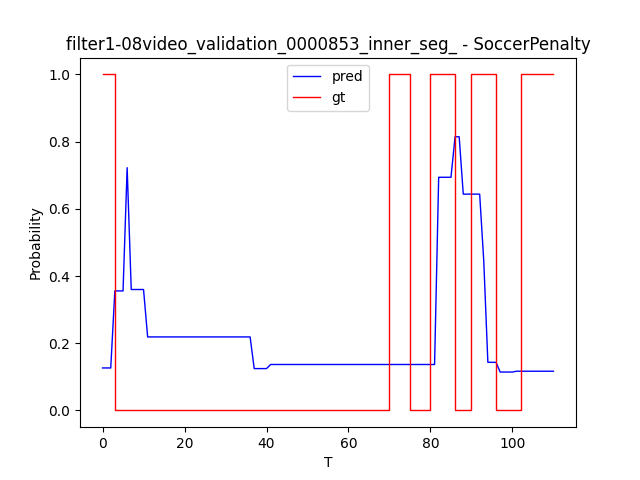 filter1-08video_validation_0000853_inner_seg_ - SoccerPenalty
pred
gt
1.0
0.8
0.6
0.4
0.2
0.0
Probability
0
20
40
60
80
100
T